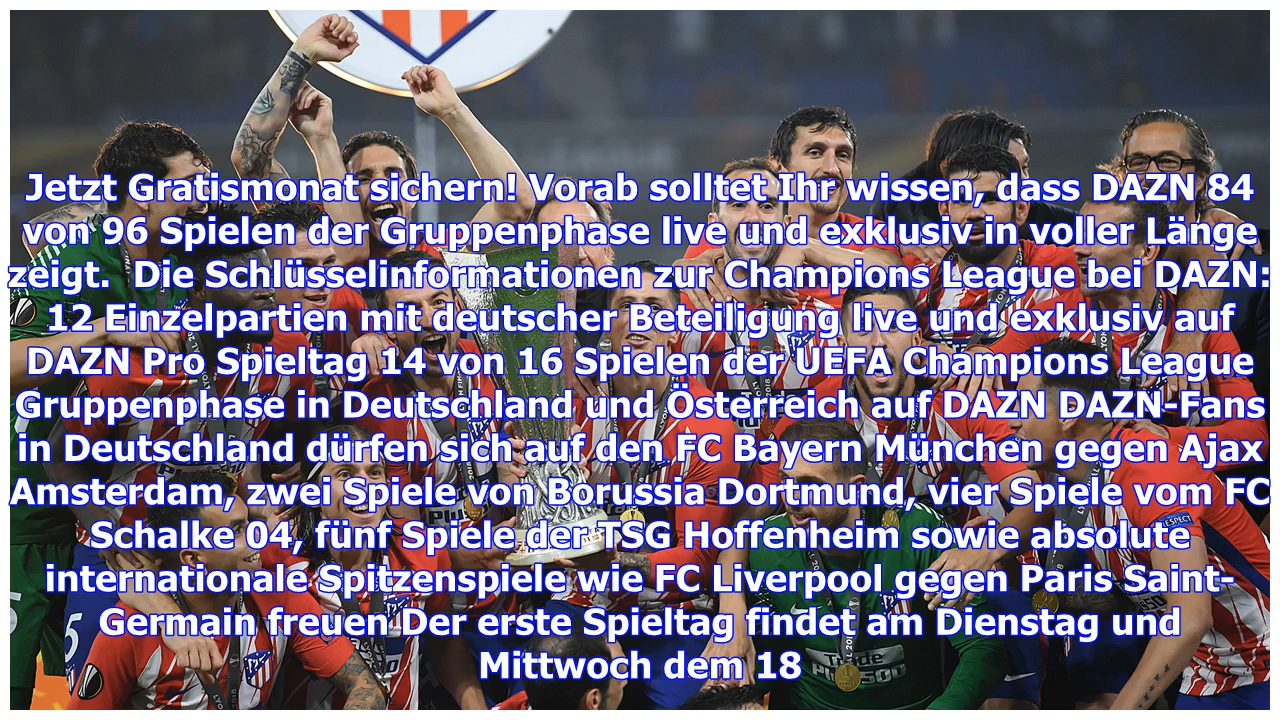 Jetzt Gratismonat sichern! Vorab solltet Ihr wissen, dass DAZN 84
von 96 Spielen der Gruppenphase live und exklusiv in voller Länge
zeigt.  Die Schlüsselinformationen zur Champions League bei DAZN:
12 Einzelpartien mit deutscher Beteiligung live und exklusiv auf
DAZN Pro Spieltag 14 von 16 Spielen der UEFA Champions League
Gruppenphase in Deutschland und Österreich auf DAZN DAZN-Fans
in Deutschland dürfen sich auf den FC Bayern München gegen Ajax
Amsterdam, zwei Spiele von Borussia Dortmund, vier Spiele vom FC
Schalke 04, fünf Spiele der TSG Hoffenheim sowie absolute
internationale Spitzenspiele wie FC Liverpool gegen Paris Saint-
Germain freuen Der erste Spieltag findet am Dienstag und
Mittwoch dem 18
RESPECT
5